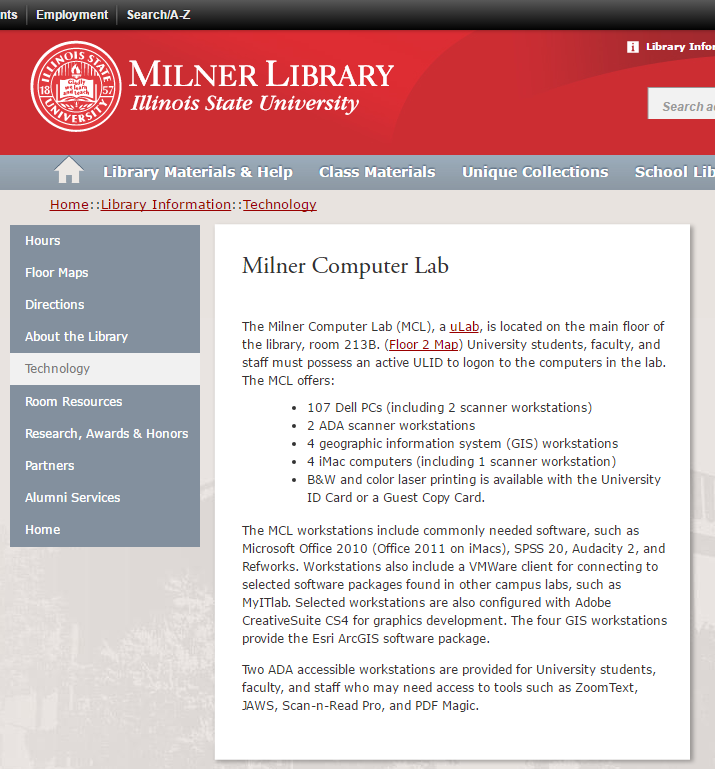 nts Employment Search/A-Z
Library Infor
ILLINOIS STATE UNIVERSITY
18 57
Gladly we learn and teach
MILNER LIBRARY
Illinois State University
Search a
Library Materials & Help Class Materials Unique Collections School Lib
Home::Library Information::Technology
Hours
Floor Maps
Directions
About the Library
Technology
Room Resources
Research, Awards & Honors
Partners
Alumni Services
Home
Milner Computer Lab
The Milner Computer Lab (MCL), a uLab, is located on the main floor of
the library, room 213B. (Floor 2 Map) University students, faculty, and
staff must possess an active ULID to logon to the computers in the lab.
The MCL offers:
• 107 Dell PCs (including 2 scanner workstations)
• 2 ADA scanner workstations
• 4 geographic information system (GIS) workstations
• 4 iMac computers (including 1 scanner workstation)
• B&W and color laser printing is available with the University
ID Card or a Guest Copy Card.
The MCL workstations include commonly needed software, such as
Microsoft Office 2010 (Office 2011 on iMacs), SPSS 20, Audacity 2, and
Refworks. Workstations also include a VMWare client for connecting to
selected software packages found in other campus labs, such as
MyITlab. Selected workstations are also configured with Adobe
CreativeSuite CS4 for graphics development. The four GIS workstations
provide the Esri ArcGIS software package.
Two ADA accessible workstations are provided for University students,
faculty, and staff who may need access to tools such as ZoomText,
JAWS, Scan-n-Read Pro, and PDF Magic.